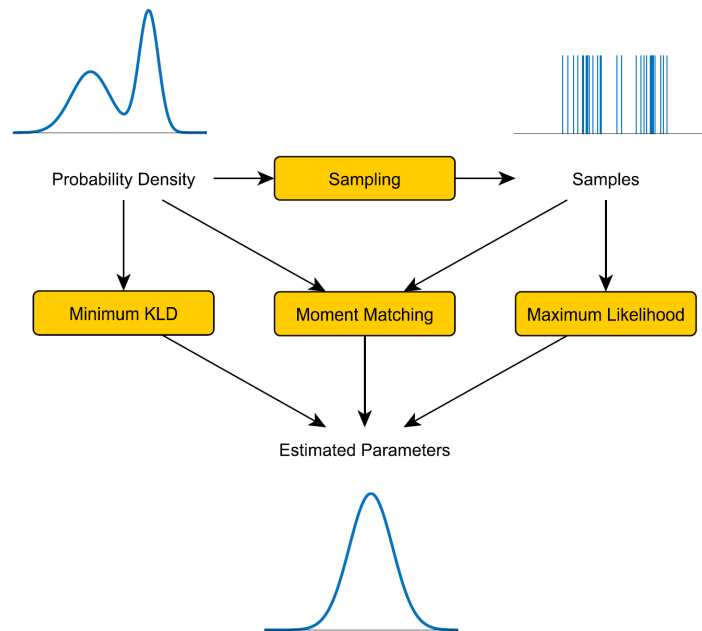 Probability Density
Sampling
Samples
Minimum KLD
Moment Matching
Maximum Likelihood
Estimated Parameters